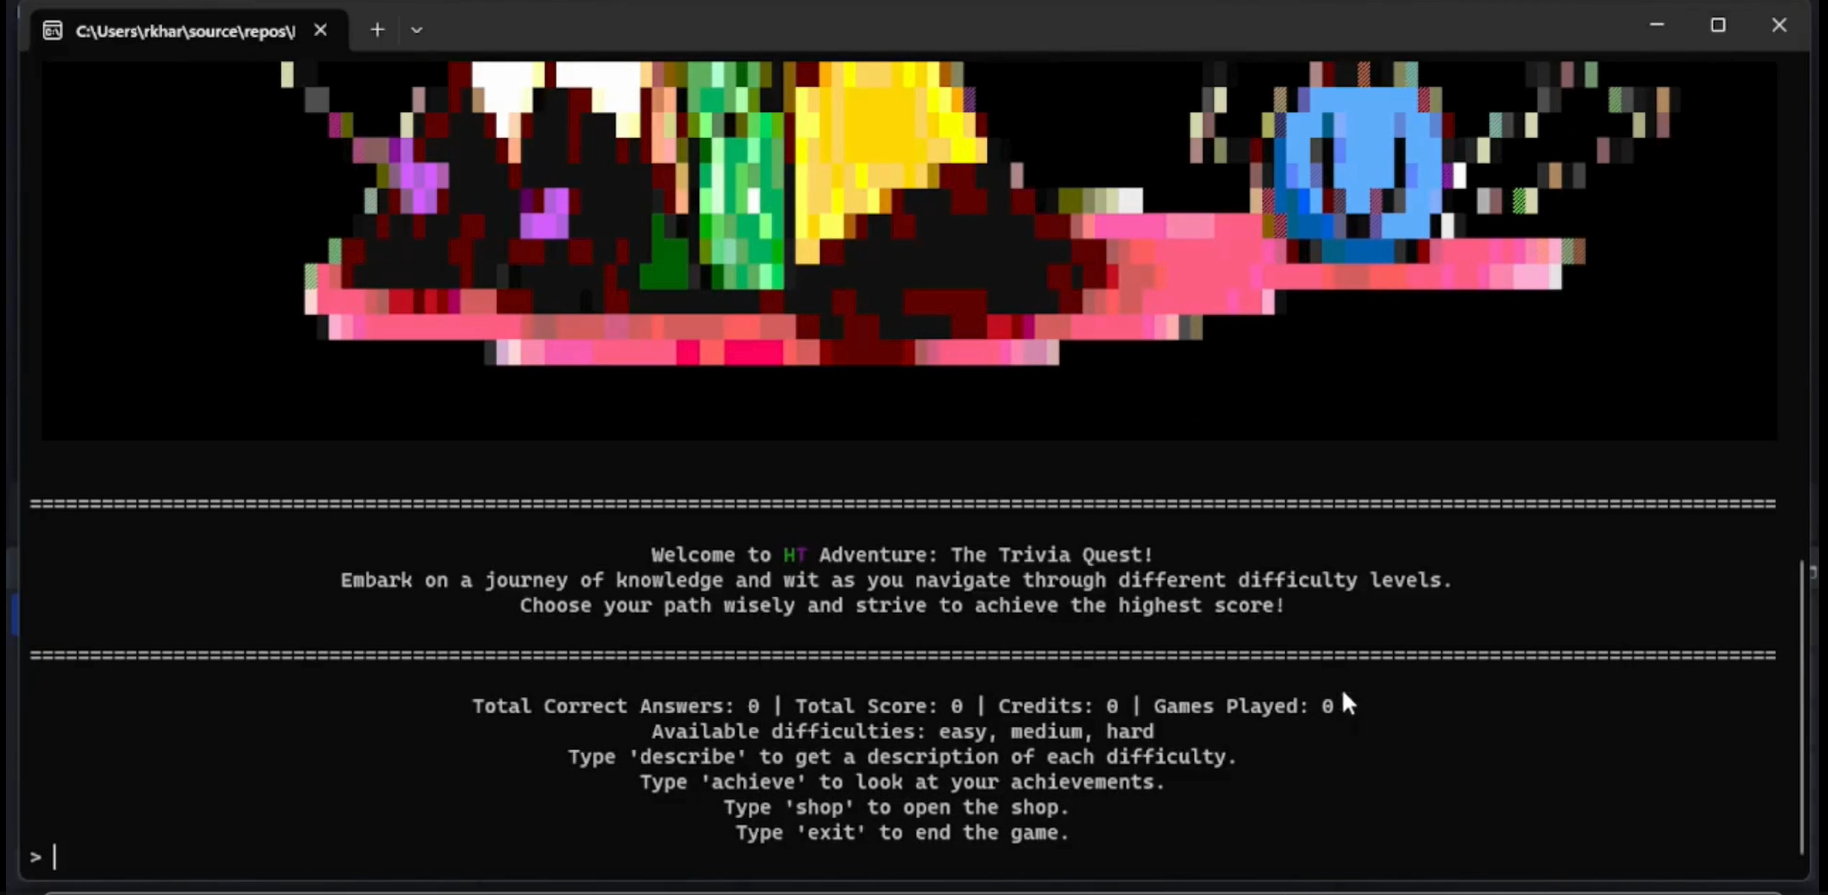 C:\Users\rkhar\source\repos\
Welcome to HT Adventure: The Trivia Quest!
Embark on a journey of knowledge and wit as you navigate through different difficulty levels.
Choose your path wisely and strive to achieve the highest score!
Total Correct Answers: 0 | Total Score: 0 | Credits: 0 | Games Played: 0
Available difficulties: easy, medium, hard
Type 'describe' to get a description of each difficulty.
Type 'achieve' to look at your achievements.
Type 'shop' to open the shop.
Type 'exit' to end the game.
>